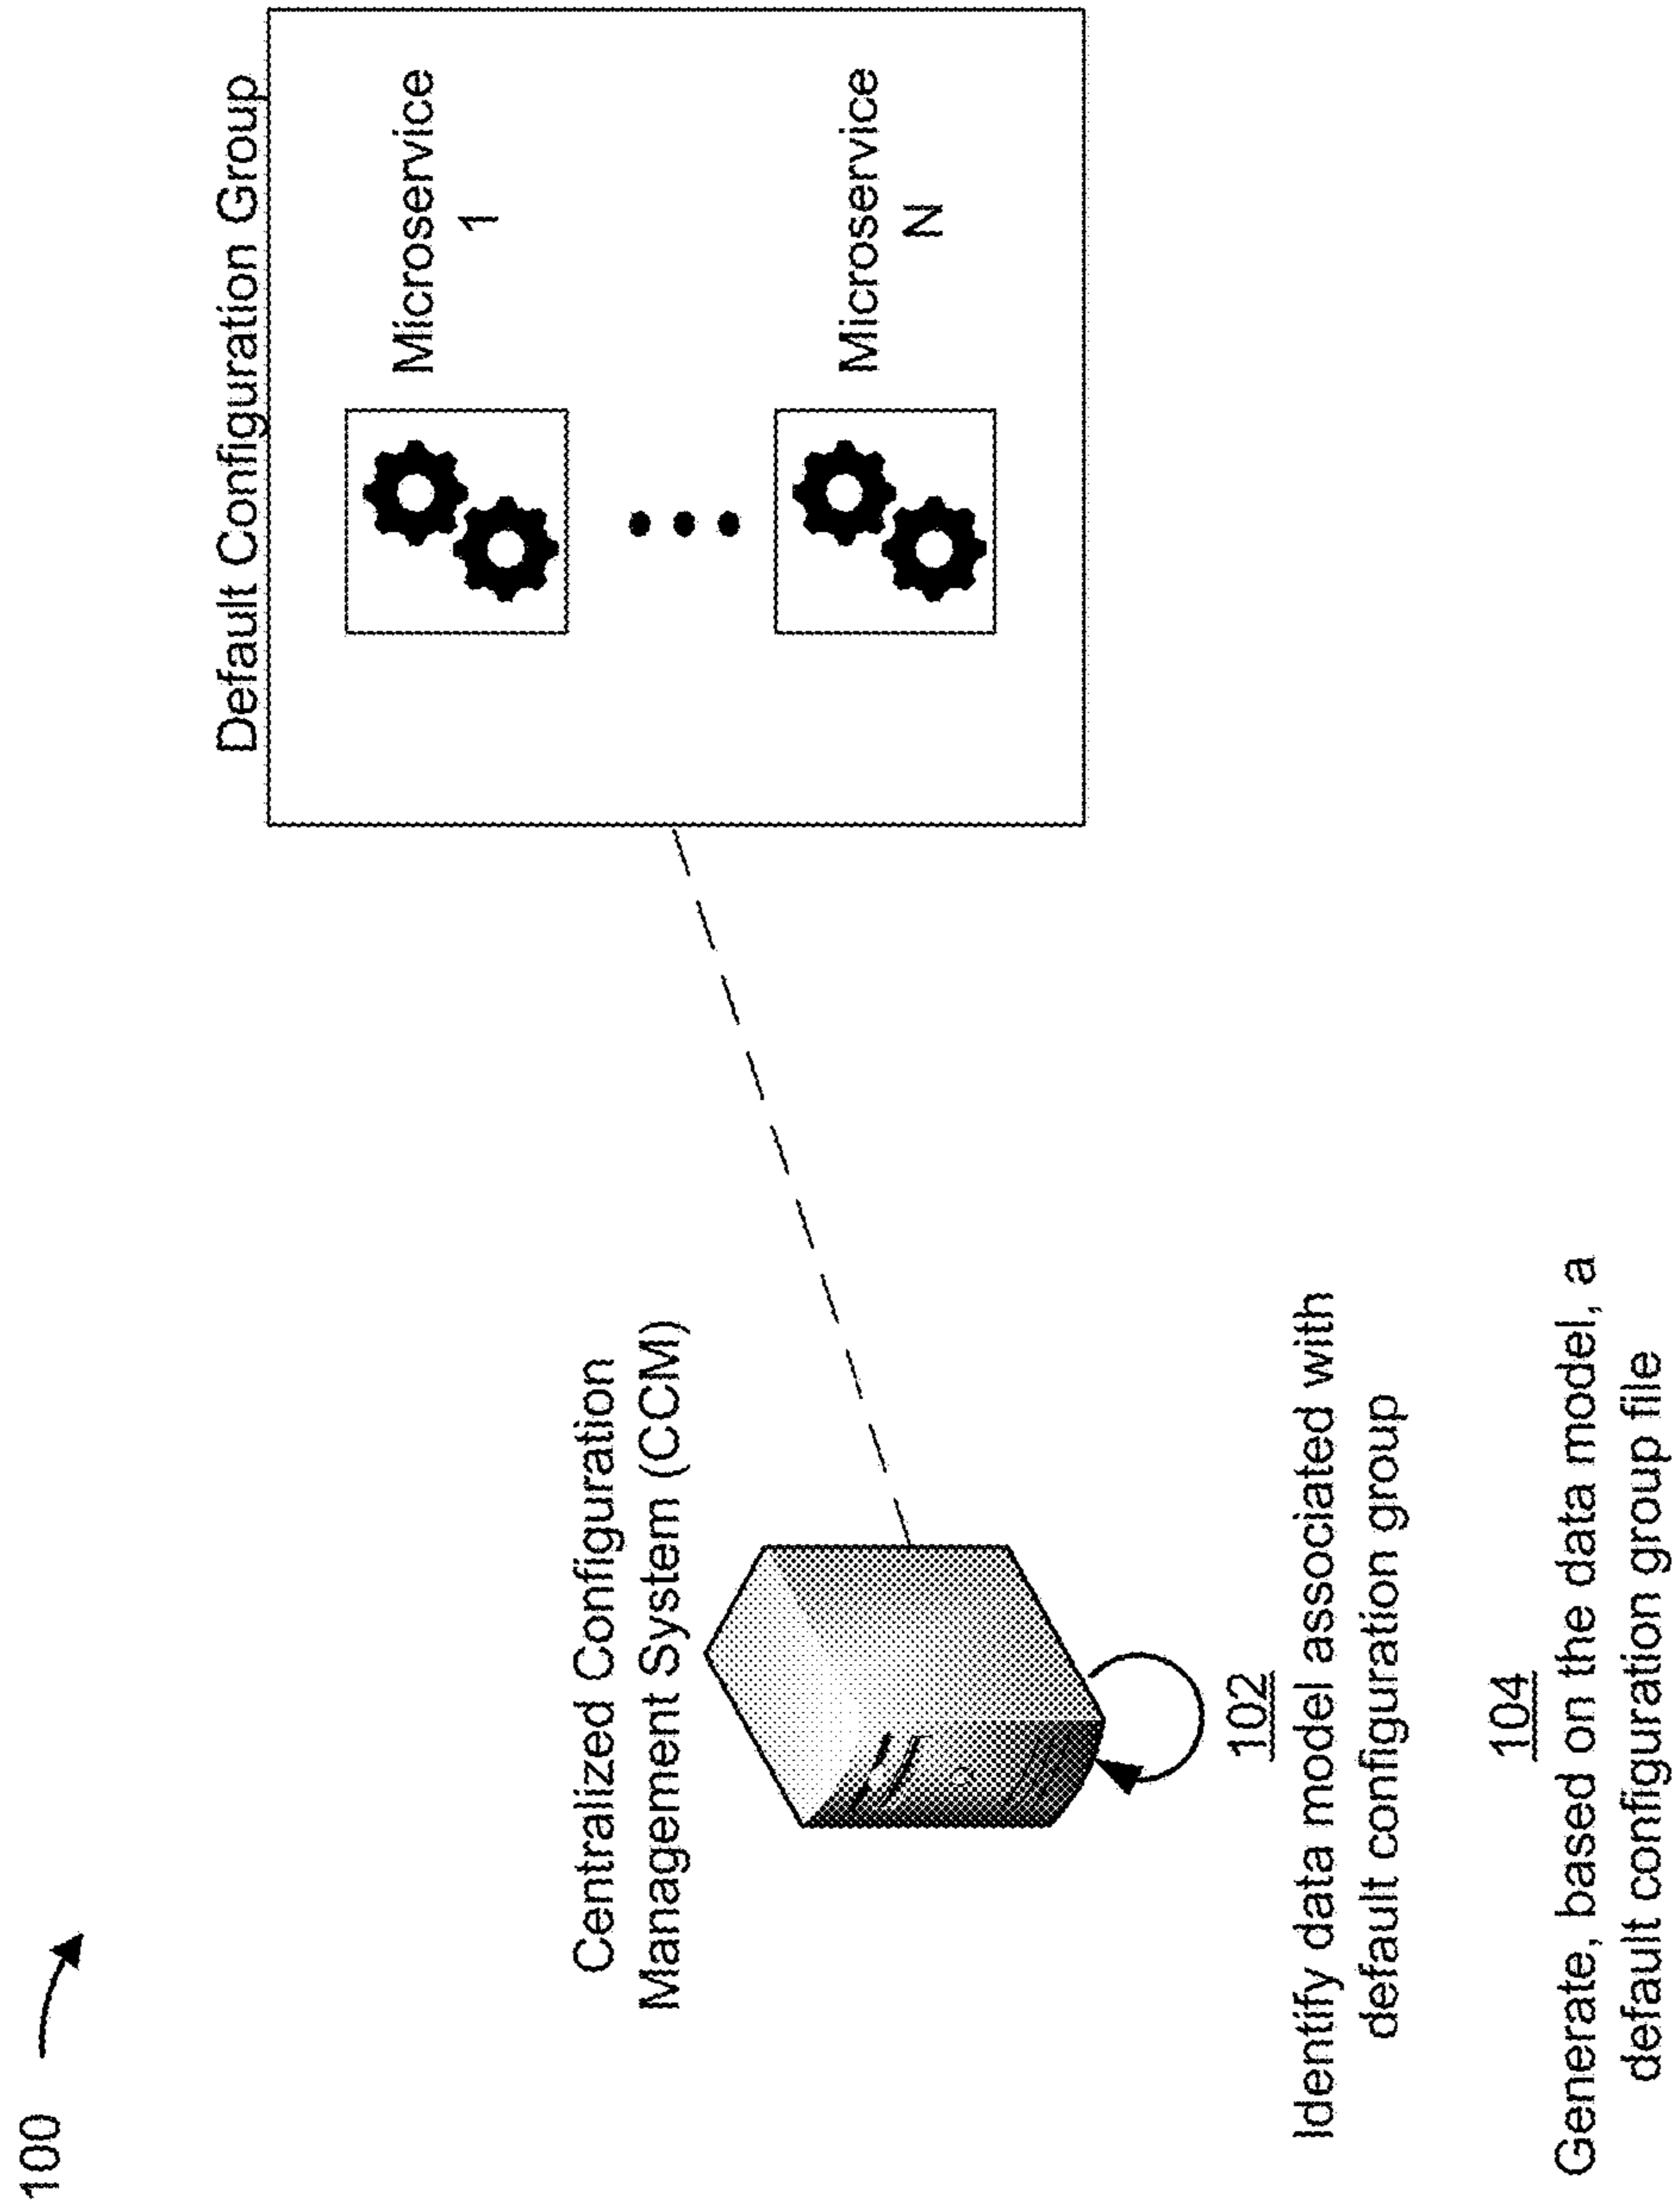 100
Default Configuration Group
Microservice
1
Microservice
N
Centralized Configuration
Management System (CCM)
102
Identify data model associated with
default configuration group
104
Generate, based on the data model, a
default configuration group file